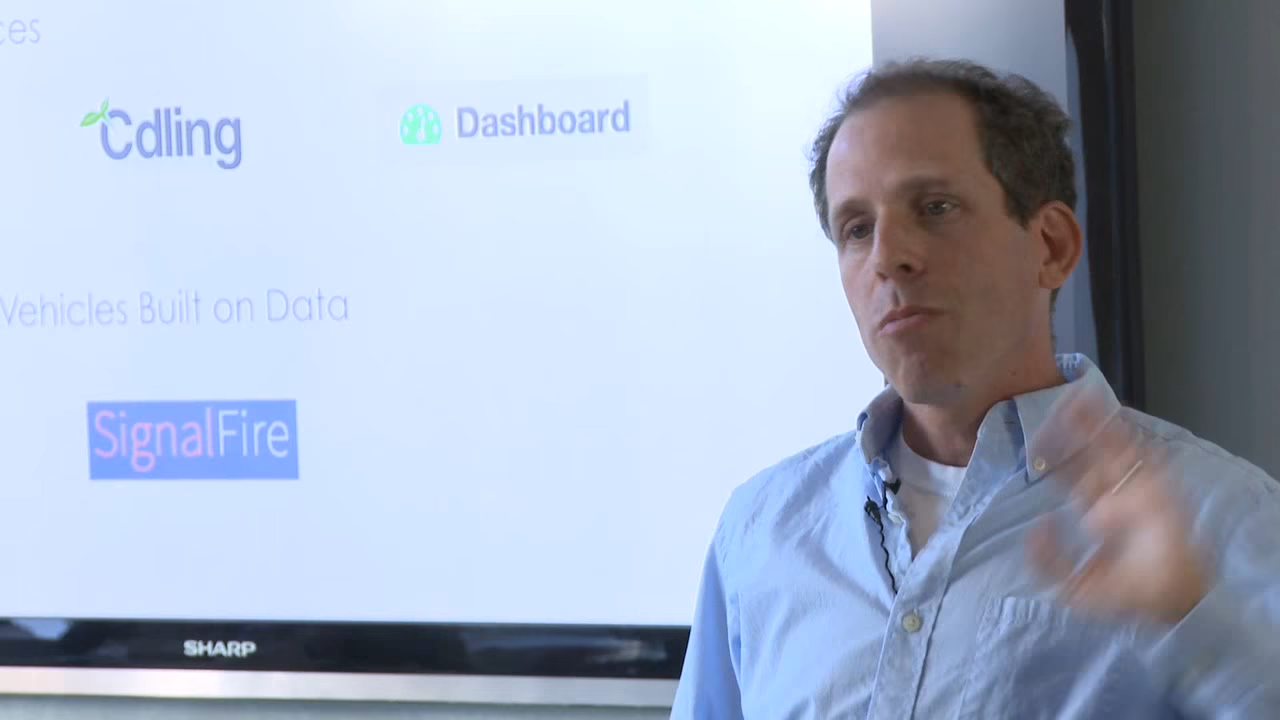 ces
Cdling
Dashboard
Vehicles Built on Data
SignalFire
SHARP